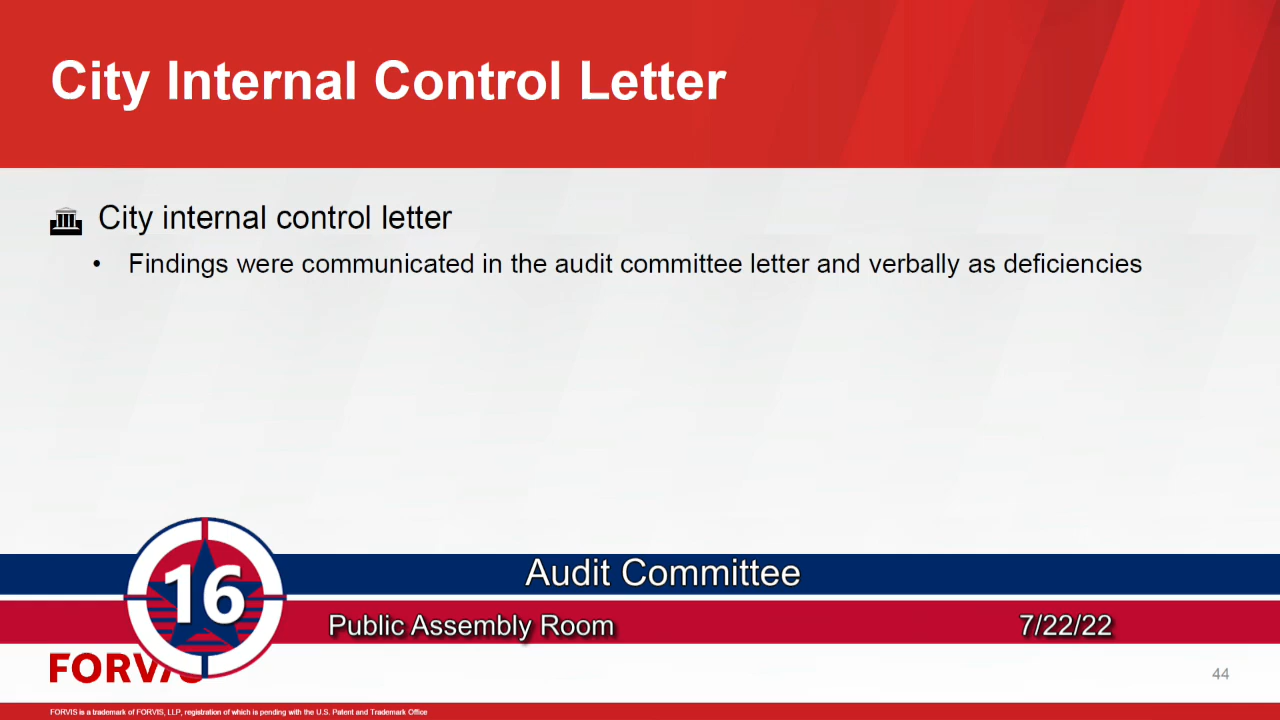 City Internal Control Letter
City internal control letter
• Findings were communicated in the audit committee letter and verbally as deficiencies
16
Audit Committee
Public Assembly Room 7/22/22
FORVIS
44
FORVIS is a trademark of FORVIS, LLP, registration of which is pending with the U.S. Patent and Trademark Office